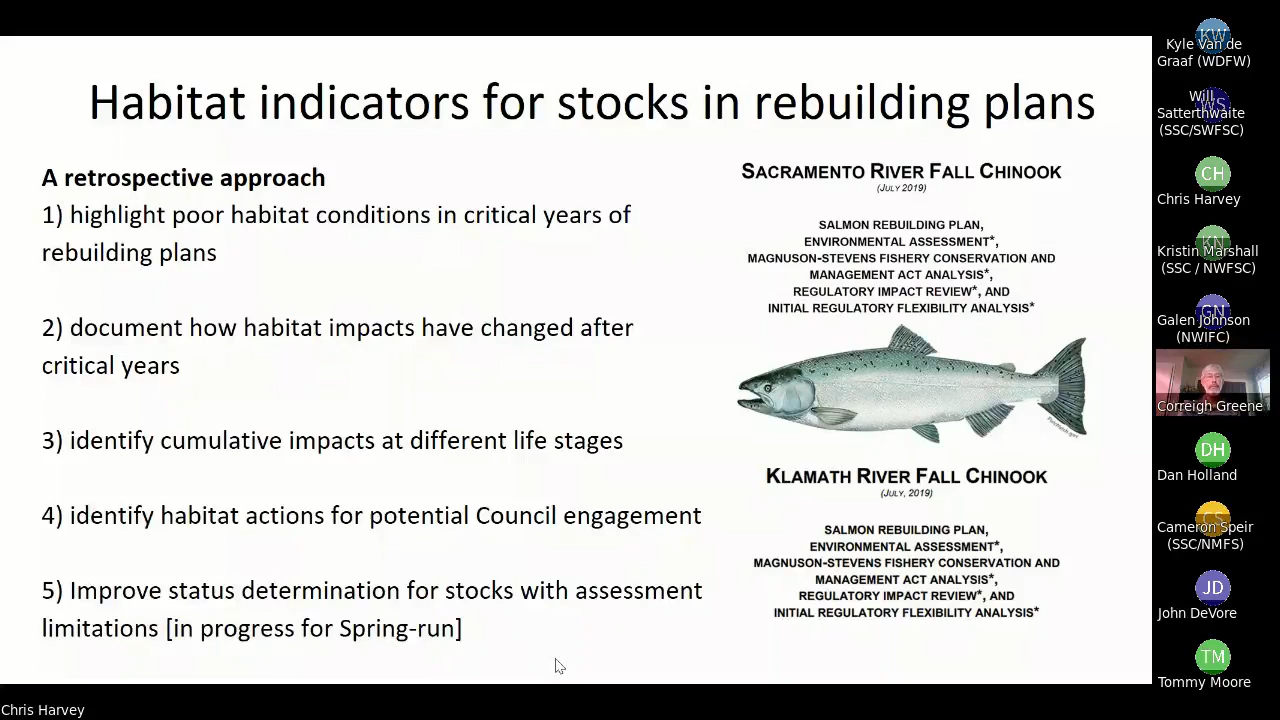 Habitat indicators for stocks in rebuilding plans
A retrospective approach
1) highlight poor habitat conditions in critical years of
rebuilding plans
2) document how habitat impacts have changed after
critical years
3) identify cumulative impacts at different life stages
4) identify habitat actions for potential Council engagement
5) Improve status determination for stocks with assessment
limitations [in progress for Spring-run]
SACRAMENTO RIVER FALL CHINOOK
(JULY 2019)
SALMON REBUILDING PLAN,
ENVIRONMENTAL ASSESSMENT*,
MAGNUSON-STEVENS FISHERY CONSERVATION AND
MANAGEMENT ACT ANALYSIS*,
REGULATORY IMPACT REVIEW*, AND
INITIAL REGULATORY FLEXIBILITY ANALYSIS*
KLAMATH RIVER FALL CHINOOK
(JULY, 2019)
SALMON REBUILDING PLAN,
ENVIRONMENTAL ASSESSMENT*,
MAGNUSON-STEVENS FISHERY CONSERVATION AND
MANAGEMENT ACT ANALYSIS*,
REGULATORY IMPACT REVIEW*, AND
INITIAL REGULATORY FLEXIBILITY ANALYSIS*
KW
Kyle Van de
Graaf (WDFW)
WS
Will
Satterthwaite
(SSC/SWFSC)
CH
Chris Harvey
KN
Kristin Marshall
(SSC / NWFSC)
GN
Galen Johnson
(NWIFC)
Correigh Greene
DH
Dan Holland
CS
Cameron Speir
(SSC/NMFS)
JD
John DeVore
TM
Tommy Moore
Chris Harvey